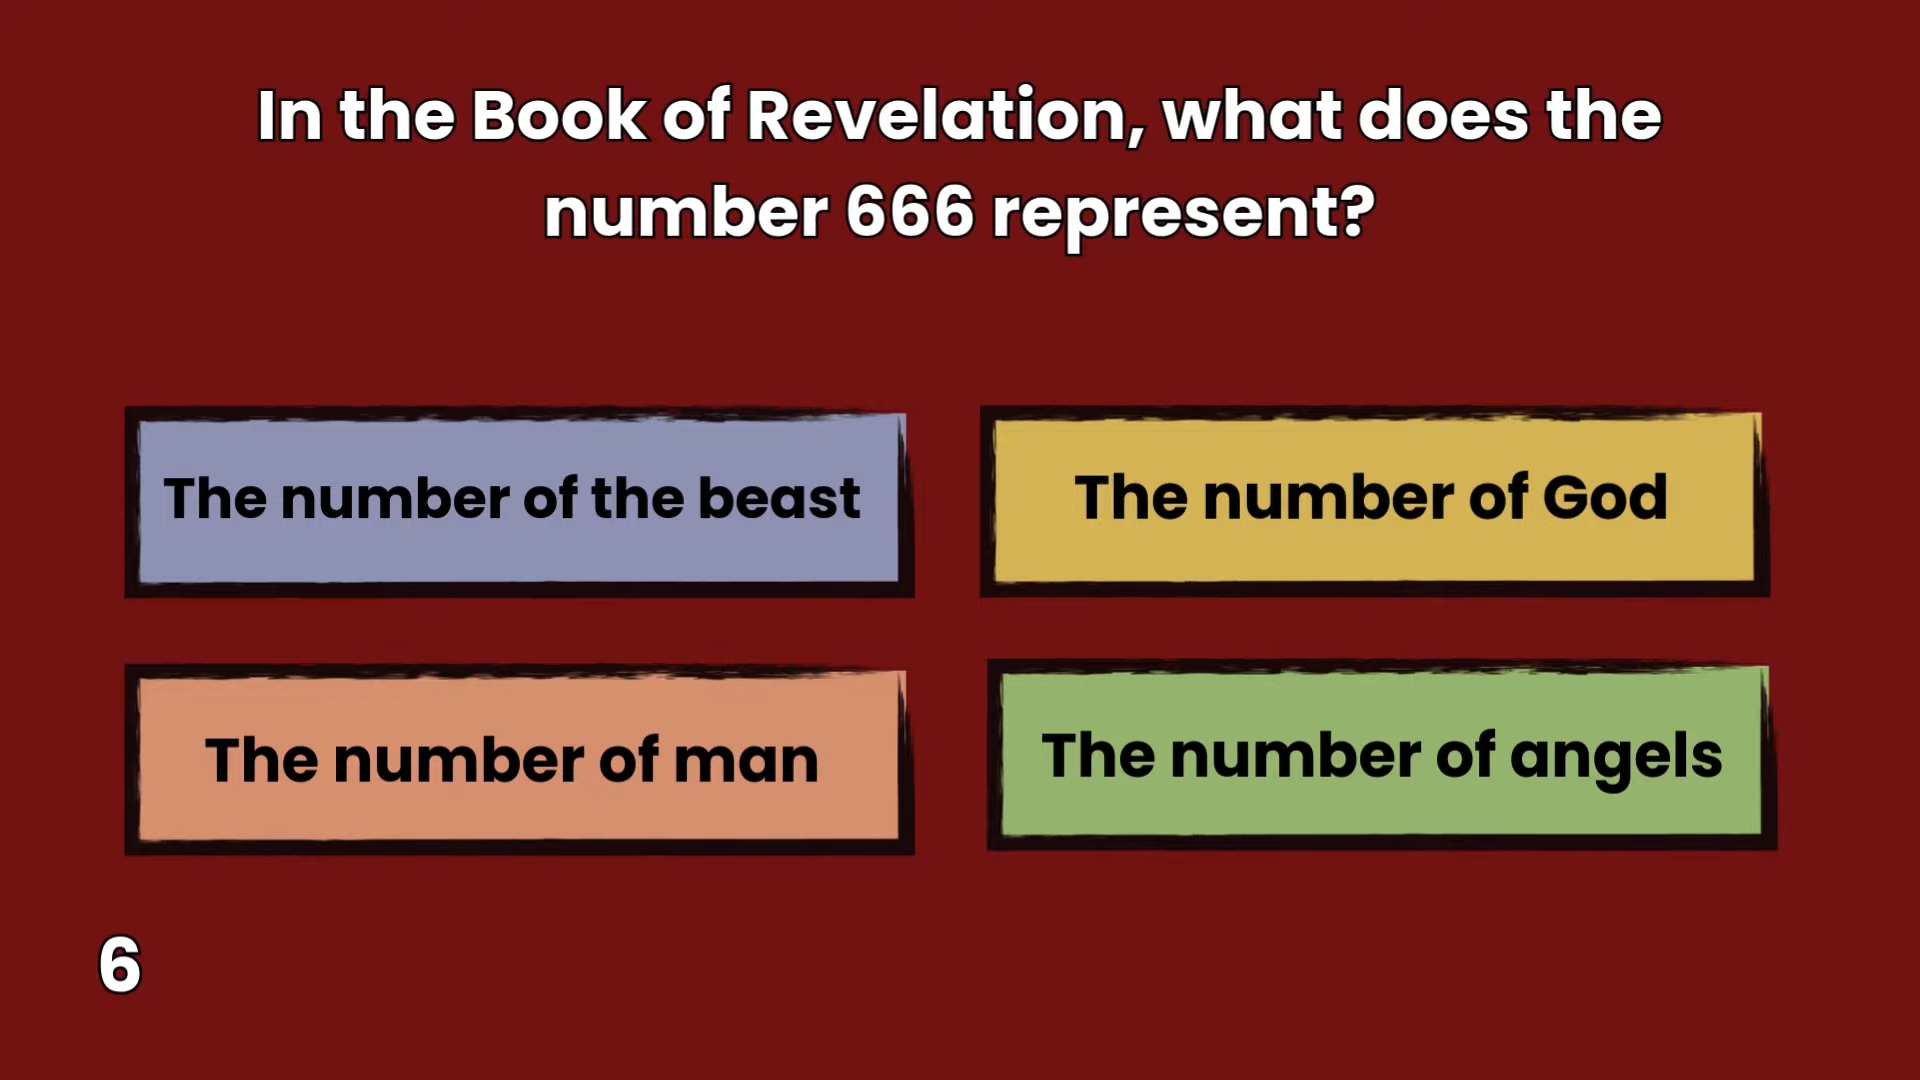 In the Book of Revelation, what does the
number 666 represent?
The number of the beast
The number of God
The number of man
The number of angels
6